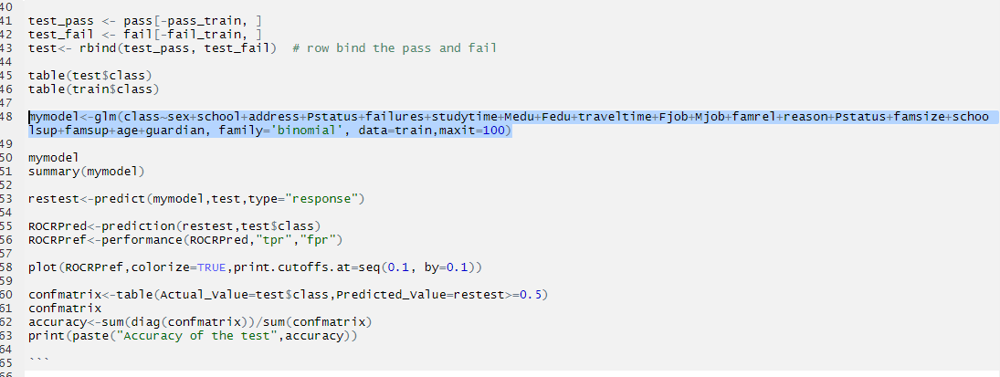 40
41 test_pass <- pass[-pass_train, ]
42 test_fail <- fail[-fail_train, ]
43 test<- rbind(test_pass, test_fail)  # row bind the pass and fail
44
45 table(test$class)
46 table(train$class)
47
48 mymodel<-glm(class~sex+school+address+Pstatus+failures+studytime+Medu+Fedu+traveltime+Fjob+Mjob+famrel+reason+Pstatus+famsize+schoo
lsup+famsup+age+guardian, family='binomial', data=train,maxit=100)
49
50 mymodel
51 summary(mymodel)
52
53 restest<-predict(mymodel,test,type="response")
54
55 ROCRPred<-prediction(restest,test$class)
56 ROCRPref<-performance(ROCRPred,"tpr","fpr")
57
58 plot(ROCRPref,colorize=TRUE,print.cutoffs.at=seq(0.1, by=0.1))
59
60 confmatrix<-table(Actual_Value=test$class,Predicted_Value=restest>=0.5)
61 confmatrix
62 accuracy<-sum(diag(confmatrix))/sum(confmatrix)
63 print(paste("Accuracy of the test",accuracy))
64
65 ```
66